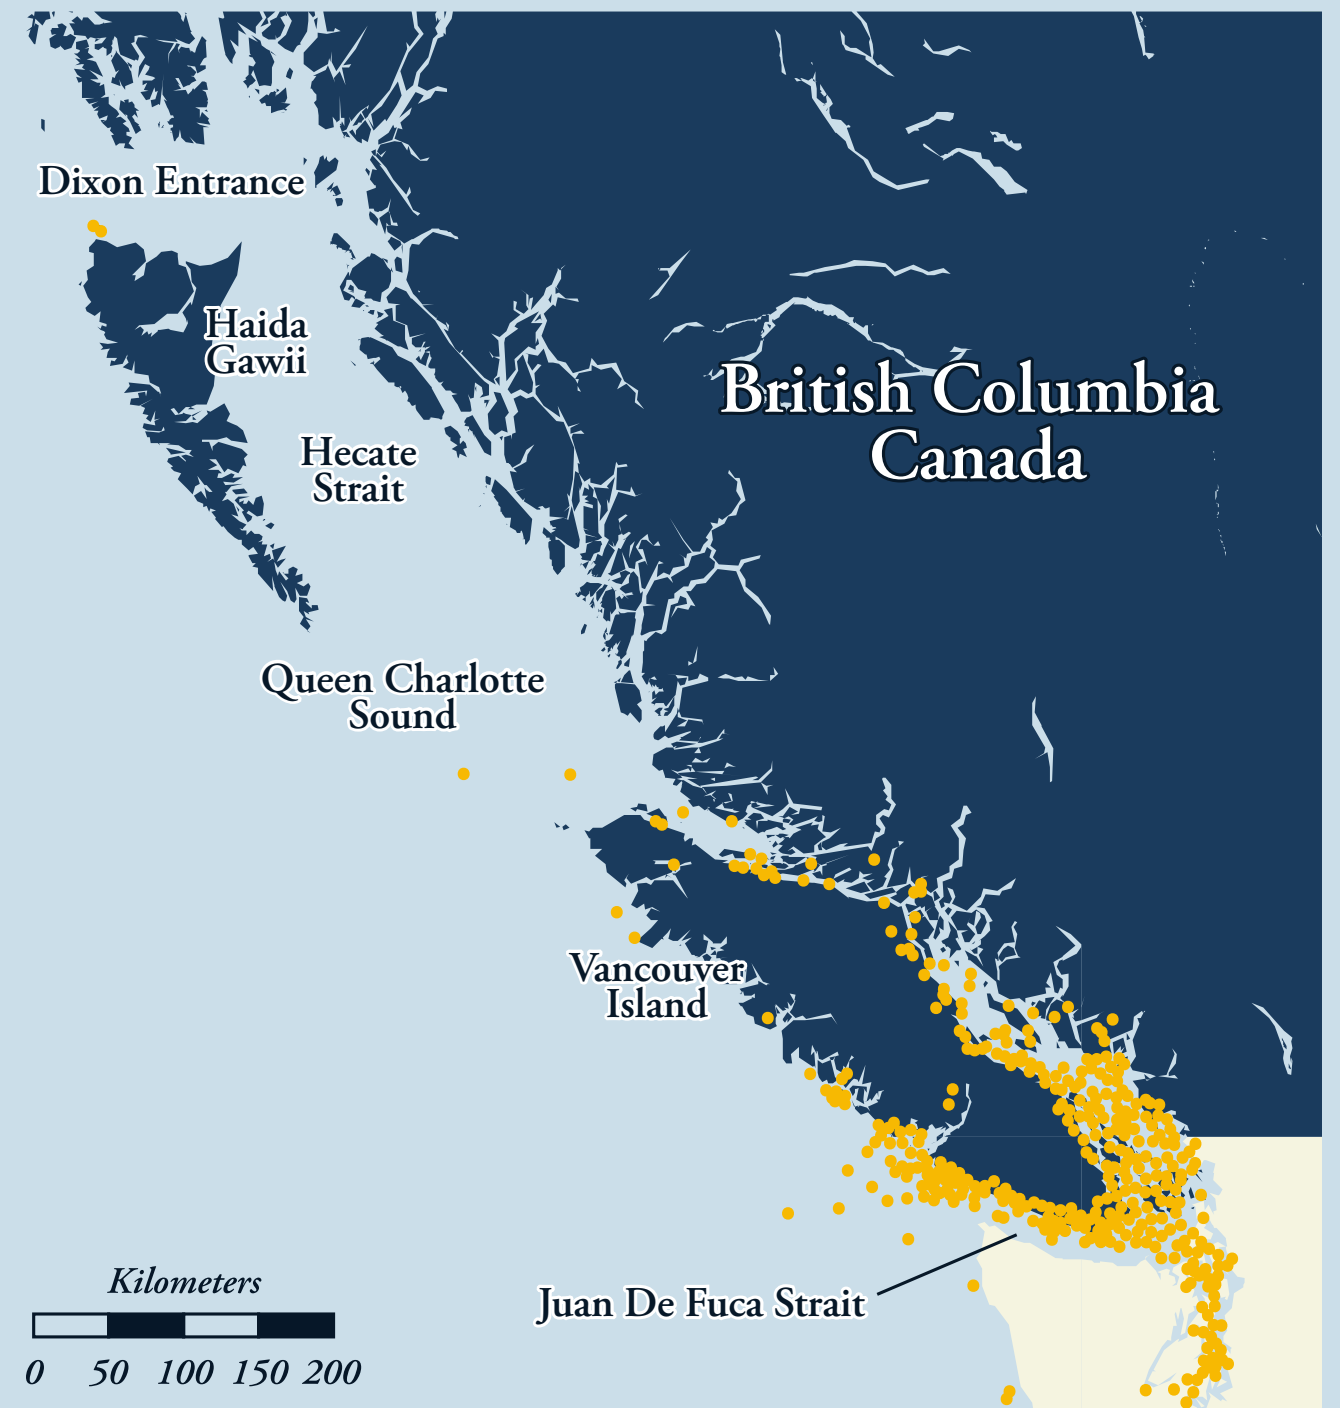 Dixon Entrance
Haida
Gawii
British Columbia
Canada
Hecate
Strait
Queen Charlotte
Sound
Vancouver
Island
Juan De Fuca Strait
Kilometers
0 50 100 150 200